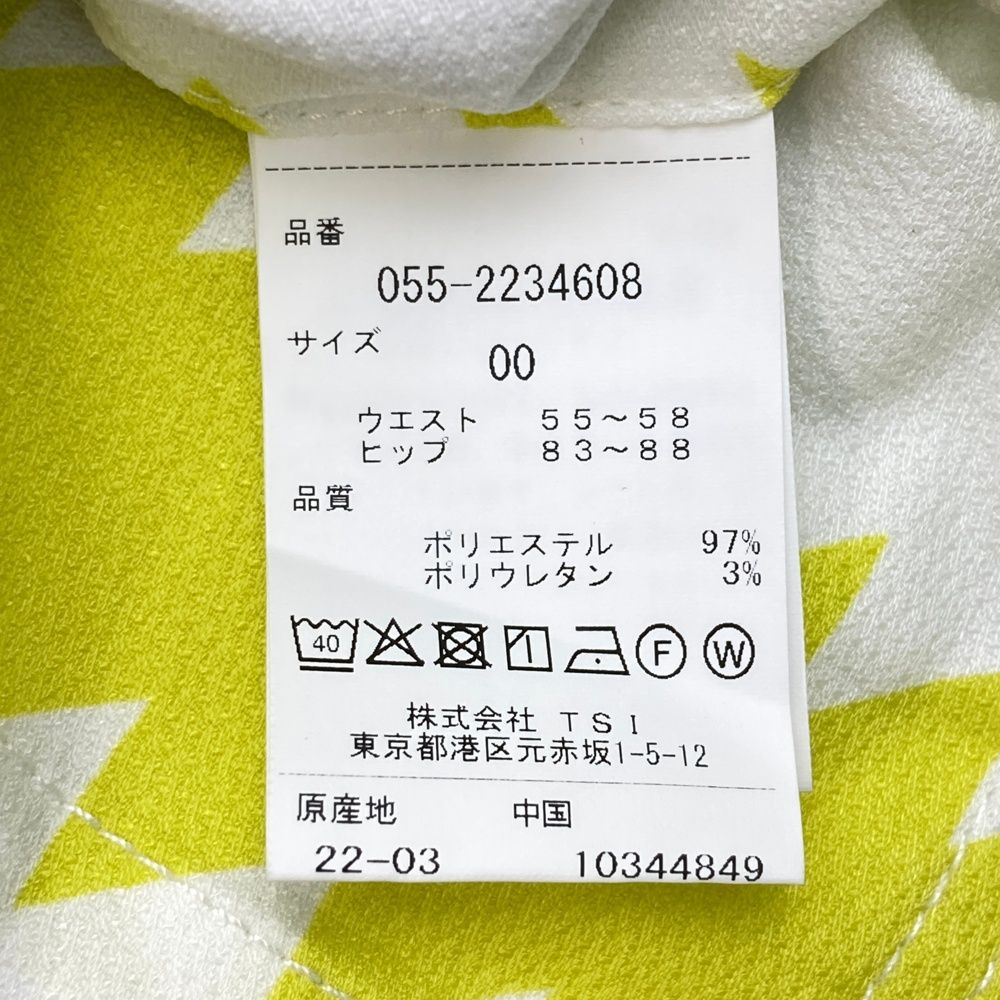 品番
055-2234608
サイズ
00
ウエスト 55～58
ヒップ 83～88
品質
ポリエステル 97%
ポリウレタン 3%
40 F W
株式会社 TSI
東京都港区元赤坂1-5-12
原産地 中国
22-03 10344849